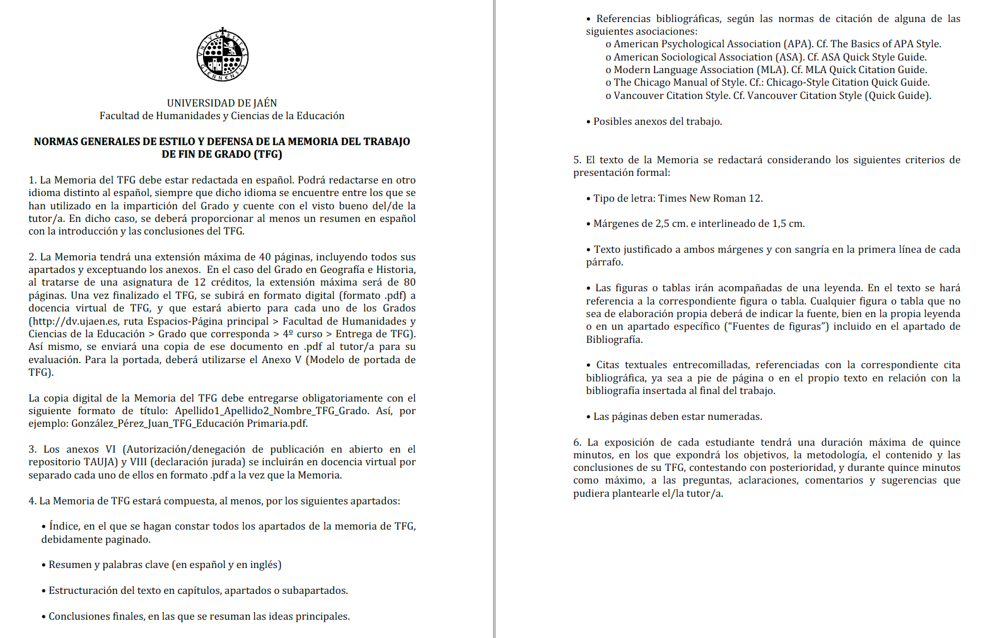 UNIVERSITAS
GIENNENSIS
UNIVERSIDAD DE JAÉN
Facultad de Humanidades y Ciencias de la Educación
NORMAS GENERALES DE ESTILO Y DEFENSA DE LA MEMORIA DEL TRABAJO
DE FIN DE GRADO (TFG)
1. La Memoria del TFG debe estar redactada en español. Podrá redactarse en otro
idioma distinto al español, siempre que dicho idioma se encuentre entre los que se
han utilizado en la impartición del Grado y cuente con el visto bueno del/de la
tutor/a. En dicho caso, se deberá proporcionar al menos un resumen en español
con la introducción y las conclusiones del TFG.
2. La Memoria tendrá una extensión máxima de 40 páginas, incluyendo todos sus
apartados y exceptuando los anexos. En el caso del Grado en Geografía e Historia,
al tratarse de una asignatura de 12 créditos, la extensión máxima será de 80
páginas. Una vez finalizado el TFG, se subirá en formato digital (formato .pdf) a
docencia virtual de TFG, y que estará abierto para cada uno de los Grados
(http://dv.ujaen.es, ruta Espacios-Página principal > Facultad de Humanidades y
Ciencias de la Educación > Grado que corresponda > 4º curso > Entrega de TFG).
Así mismo, se enviará una copia de ese documento en .pdf al tutor/a para su
evaluación. Para la portada, deberá utilizarse el Anexo V (Modelo de portada de
TFG).
La copia digital de la Memoria del TFG debe entregarse obligatoriamente con el
siguiente formato de título: Apellido1_Apellido2_Nombre_TFG_Grado. Así, por
ejemplo: González_Pérez_Juan_TFG_Educación Primaria.pdf.
3. Los anexos VI (Autorización/denegación de publicación en abierto en el
repositorio TAUJA) y VIII (declaración jurada) se incluirán en docencia virtual por
separado cada uno de ellos en formato .pdf a la vez que la Memoria.
4. La Memoria de TFG estará compuesta, al menos, por los siguientes apartados:
• Índice, en el que se hagan constar todos los apartados de la memoria de TFG,
debidamente paginado.
• Resumen y palabras clave (en español y en inglés)
• Estructuración del texto en capítulos, apartados o subapartados.
• Conclusiones finales, en las que se resuman las ideas principales.
• Referencias bibliográficas, según las normas de citación de alguna de las
siguientes asociaciones:
o American Psychological Association (APA). Cf. The Basics of APA Style.
o American Sociological Association (ASA). Cf. ASA Quick Style Guide.
o Modern Language Association (MLA). Cf. MLA Quick Citation Guide.
o The Chicago Manual of Style. Cf.: Chicago-Style Citation Quick Guide.
o Vancouver Citation Style. Cf. Vancouver Citation Style (Quick Guide).
• Posibles anexos del trabajo.
5. El texto de la Memoria se redactará considerando los siguientes criterios de
presentación formal:
• Tipo de letra: Times New Roman 12.
• Márgenes de 2,5 cm. e interlineado de 1,5 cm.
• Texto justificado a ambos márgenes y con sangría en la primera línea de cada
párrafo.
• Las figuras o tablas irán acompañadas de una leyenda. En el texto se hará
referencia a la correspondiente figura o tabla. Cualquier figura o tabla que no
sea de elaboración propia deberá de indicar la fuente, bien en la propia leyenda
o en un apartado específico (“Fuentes de figuras”) incluido en el apartado de
Bibliografía.
• Citas textuales entrecomilladas, referenciadas con la correspondiente cita
bibliográfica, ya sea a pie de página o en el propio texto en relación con la
bibliografía insertada al final del trabajo.
• Las páginas deben estar numeradas.
6. La exposición de cada estudiante tendrá una duración máxima de quince
minutos, en los que expondrá los objetivos, la metodología, el contenido y las
conclusiones de su TFG, contestando con posterioridad, y durante quince minutos
como máximo, a las preguntas, aclaraciones, comentarios y sugerencias que
pudiera plantearle el/la tutor/a.